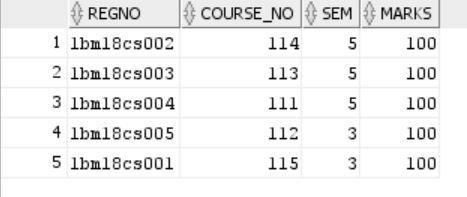 REGNO COURSE_NO SEM MARKS
1 1bm18cs002 114 5 100
2 1bm18cs003 113 5 100
3 1bm18cs004 111 5 100
4 1bm18cs005 112 3 100
5 1bm18cs001 115 3 100